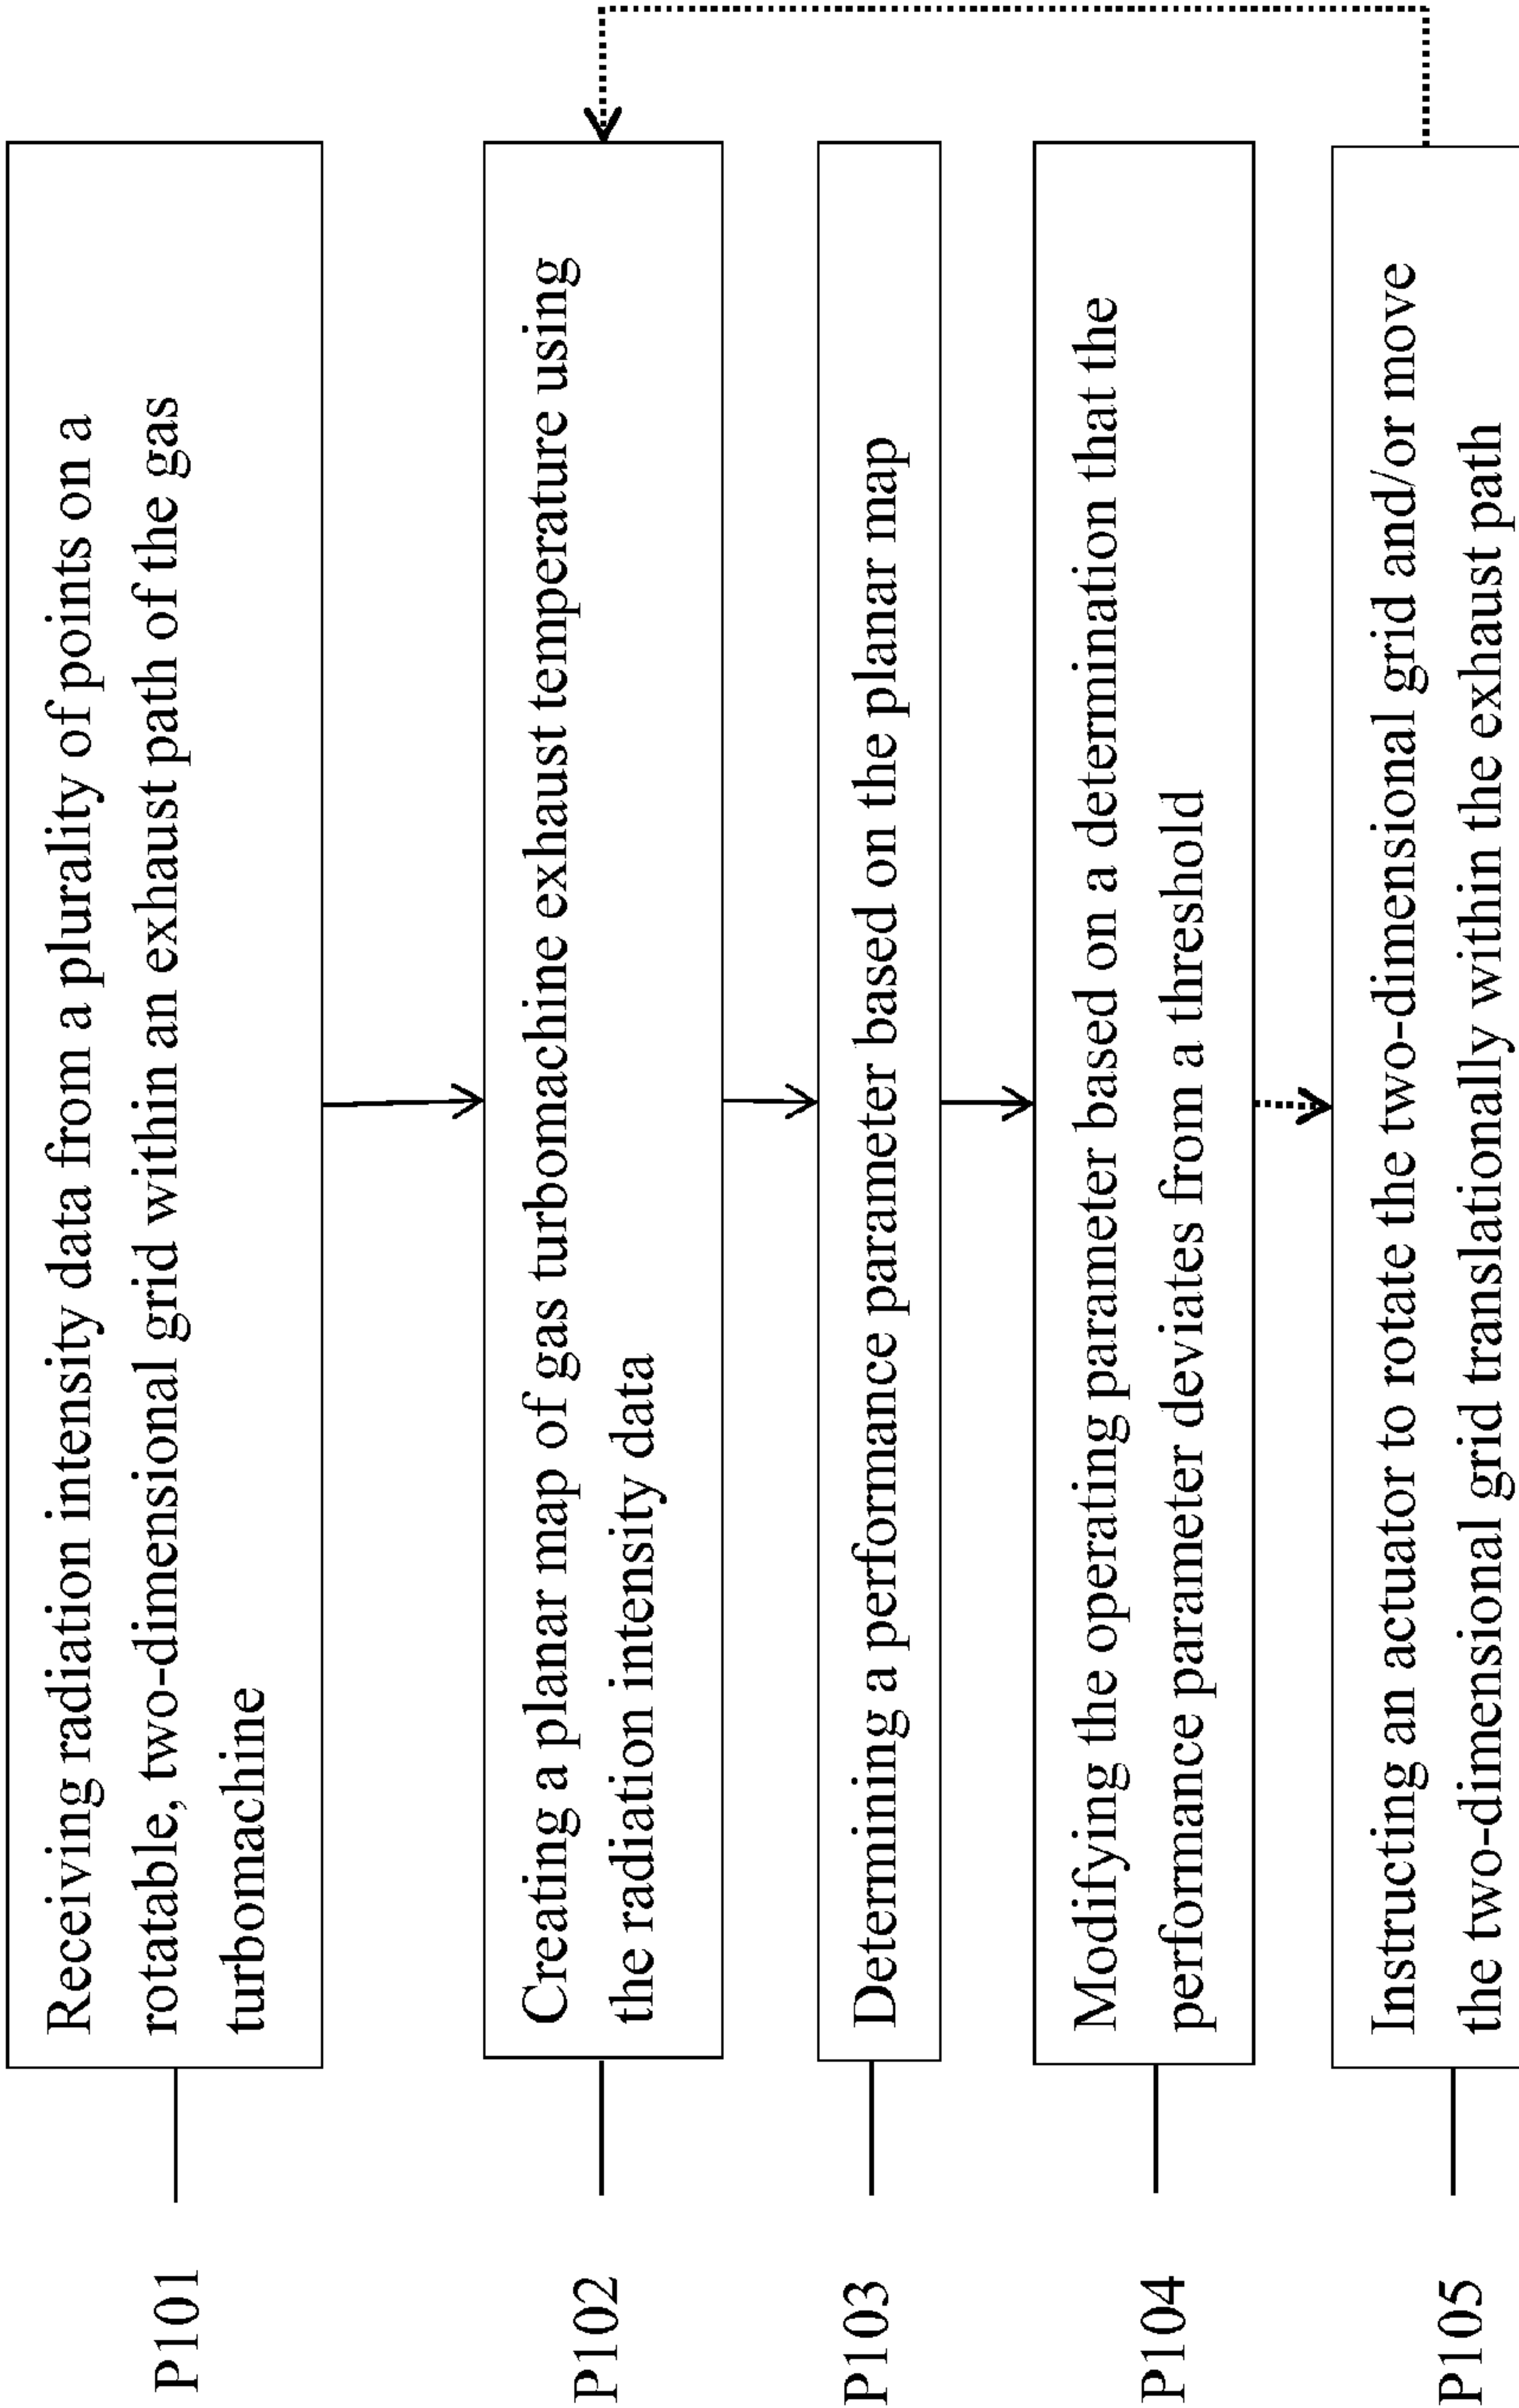 P101
Receiving radiation intensity data from a plurality of points on a
rotatable, two-dimensional grid within an exhaust path of the gas
turbomachine
P102
Creating a planar map of gas turbomachine exhaust temperature using
the radiation intensity data
P103
Determining a performance parameter based on the planar map
P104
Modifying the operating parameter based on a determination that the
performance parameter deviates from a threshold
P105
Instructing an actuator to rotate the two-dimensional grid and/or move
the two-dimensional grid translationally within the exhaust path